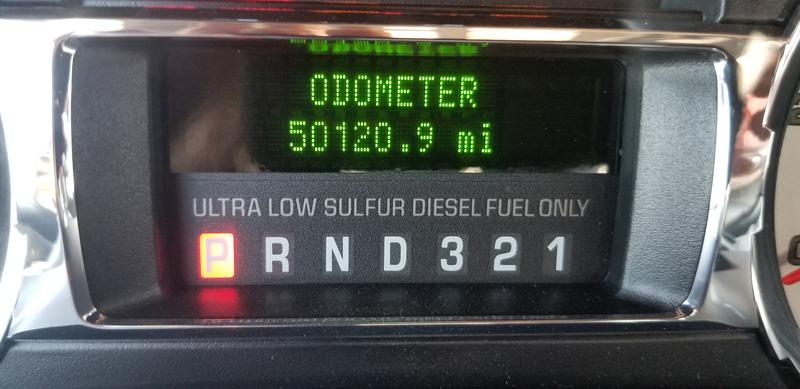 ODOMETER
50120.9 mi
ULTRA LOW SULFUR DIESEL FUEL ONLY
P R N D 3 2 1